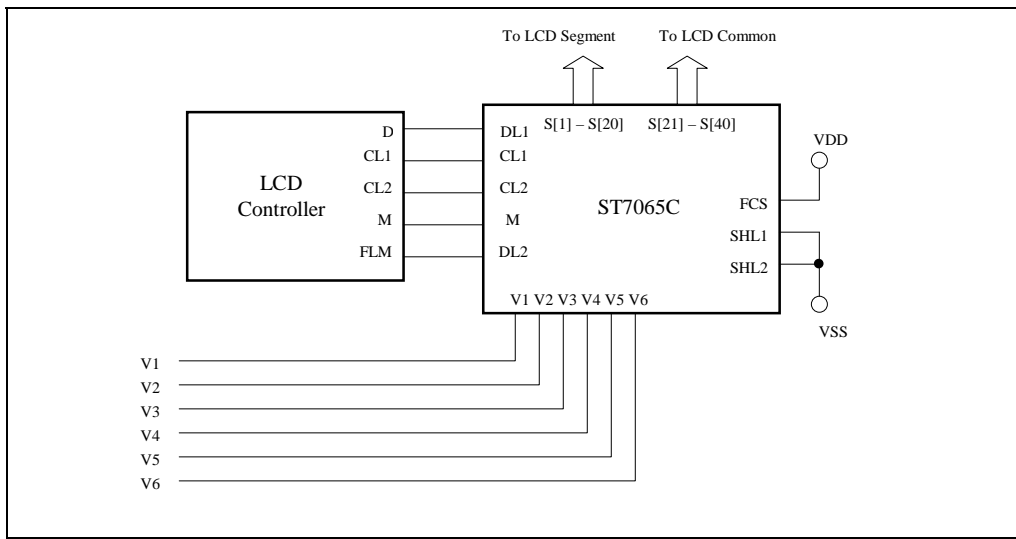 To LCD Segment
To LCD Common
S[1] – S[20]
S[21] – S[40]
LCD
Controller
D
CL1
CL2
M
FLM
DL1
CL1
CL2
M
DL2
ST7065C
FCS
SHL1
SHL2
VDD
VSS
V1 V2 V3 V4 V5 V6
V1
V2
V3
V4
V5
V6